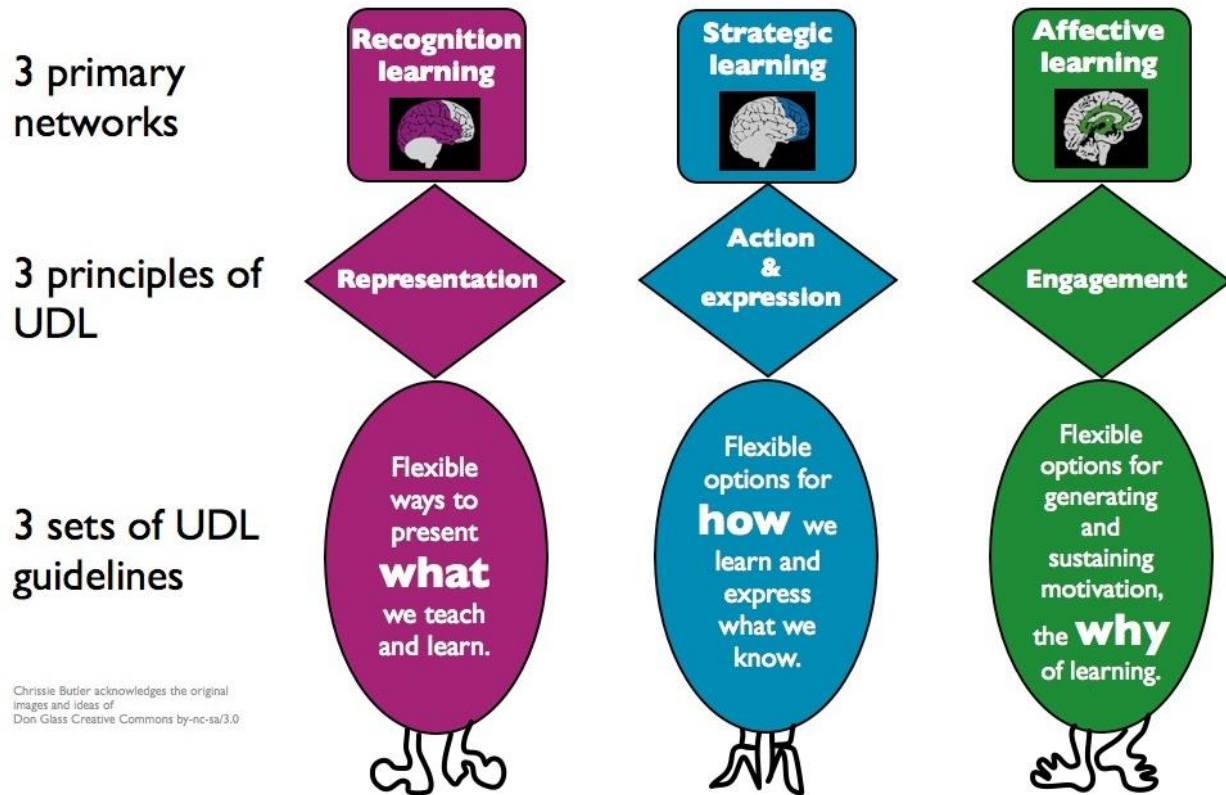 3 primary
networks
Recognition
learning
Strategic
learning
Affective
learning
3 principles of
UDL
Representation
Action
&
expression
Engagement
3 sets of UDL
guidelines
Flexible
ways to
present
what
we teach
and learn.
Flexible
options for
how we
learn and
express
what we
know.
Flexible
options for
generating
and
sustaining
motivation,
the why
of learning.
Chrissie Butler acknowledges the original
images and ideas of
Don Glass Creative Commons by-nc-sa/3.0